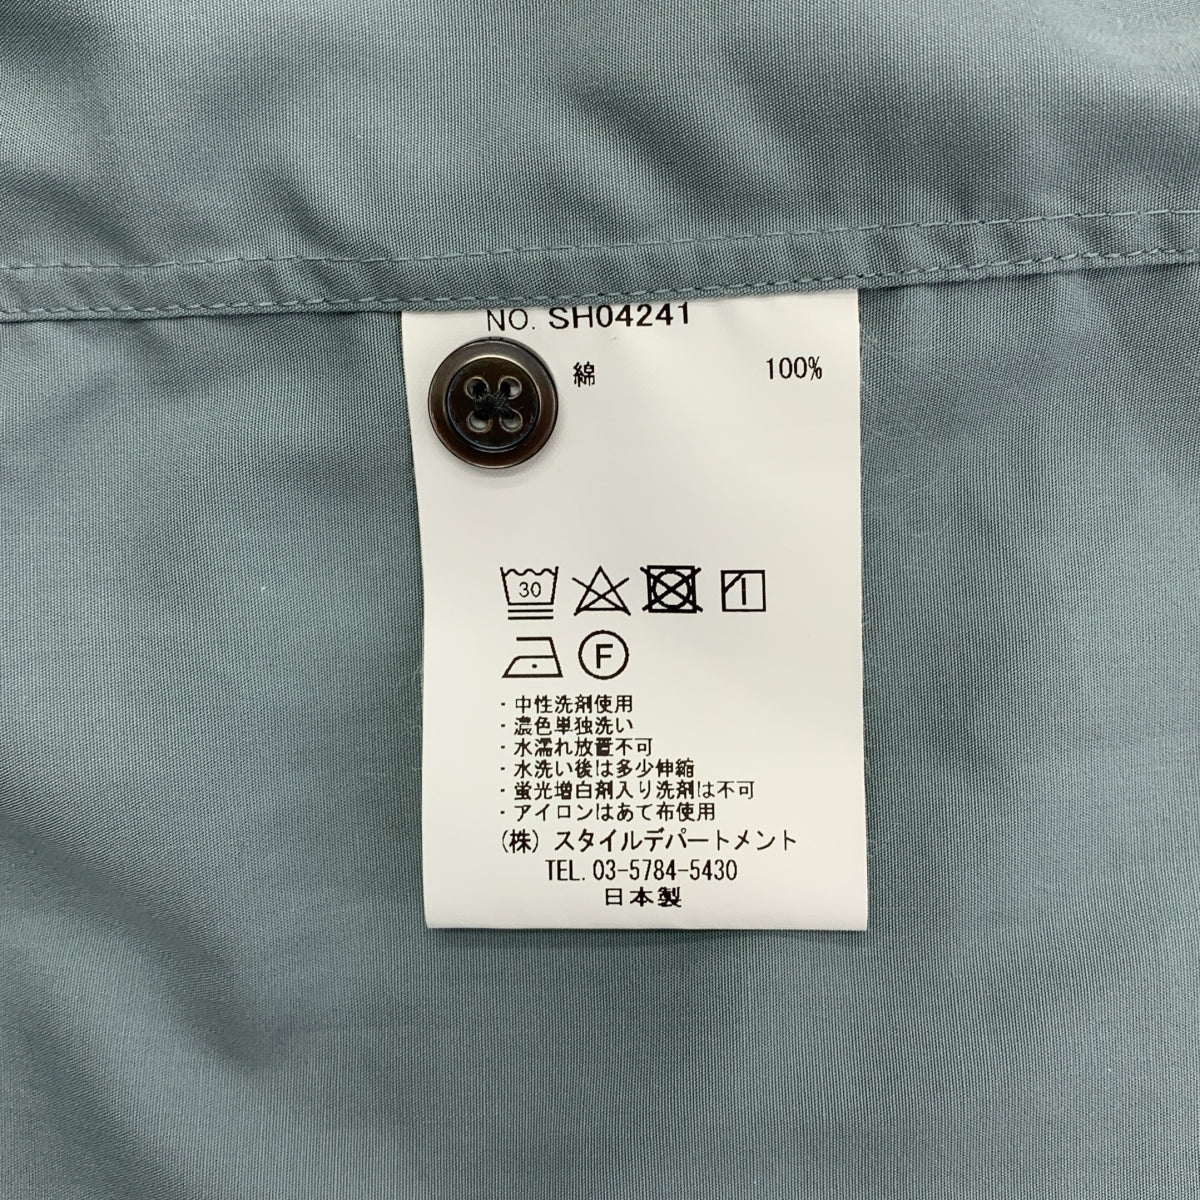 NO. SH04241
綿 100%
30
F
・中性洗剤使用
・濃色単独洗い
・水濡れ放置不可
・水洗い後は多少伸縮
・蛍光増白剤入り洗剤は不可
・アイロンはあて布使用
(株) スタイルデパートメント
TEL. 03-5784-5430
日本製